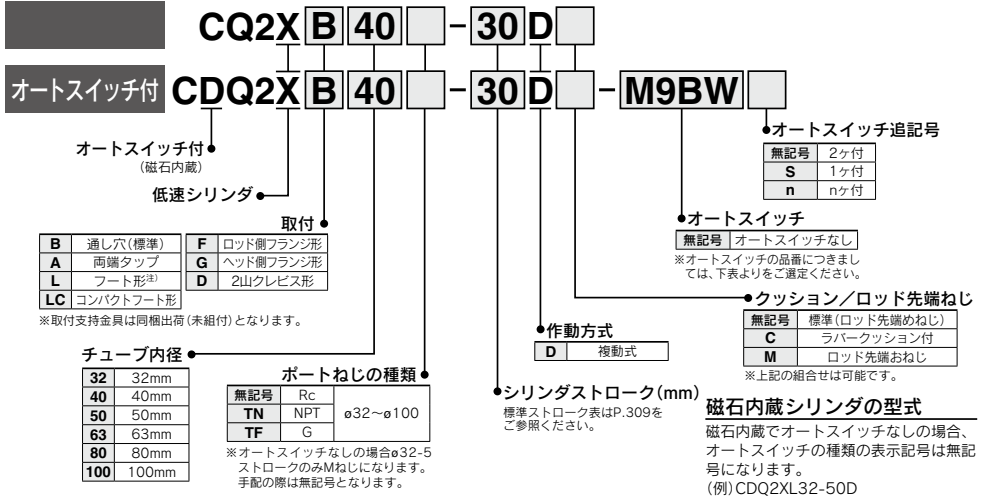 CQ2X B 40 - 30 D
オートスイッチ付 CDQ2X B 40 - 30 D - M9BW
オートスイッチ付
(磁石内蔵)
低速シリンダ
取付
B 通し穴(標準)
A 両端タップ
L フート形注)
LC コンパクトフート形
F ロッド側フランジ形
G ヘッド側フランジ形
D 2山クレビス形
※取付支持金具は同梱出荷(未組付)となります。
チューブ内径
32 32mm
40 40mm
50 50mm
63 63mm
80 80mm
100 100mm
ポートねじの種類
無記号 Rc
TN NPT ø32〜ø100
TF G
※オートスイッチなしの場合ø32-5
ストロークのみMねじになります。
手配の際は無記号となります。
シリンダストローク(mm)
標準ストローク表はP.309を
ご参照ください。
作動方式
D 複動式
クッション／ロッド先端ねじ
無記号 標準(ロッド先端めねじ)
C ラバークッション付
M ロッド先端おねじ
※上記の組合せは可能です。
オートスイッチ
無記号 オートスイッチなし
※オートスイッチの品番につきまし
ては、下表よりをご選定ください。
オートスイッチ追記号
無記号 2ヶ付
S 1ヶ付
n nヶ付
磁石内蔵シリンダの型式
磁石内蔵でオートスイッチなしの場合、
オートスイッチの種類の表示記号は無記
号になります。
(例)CDQ2XL32-50D